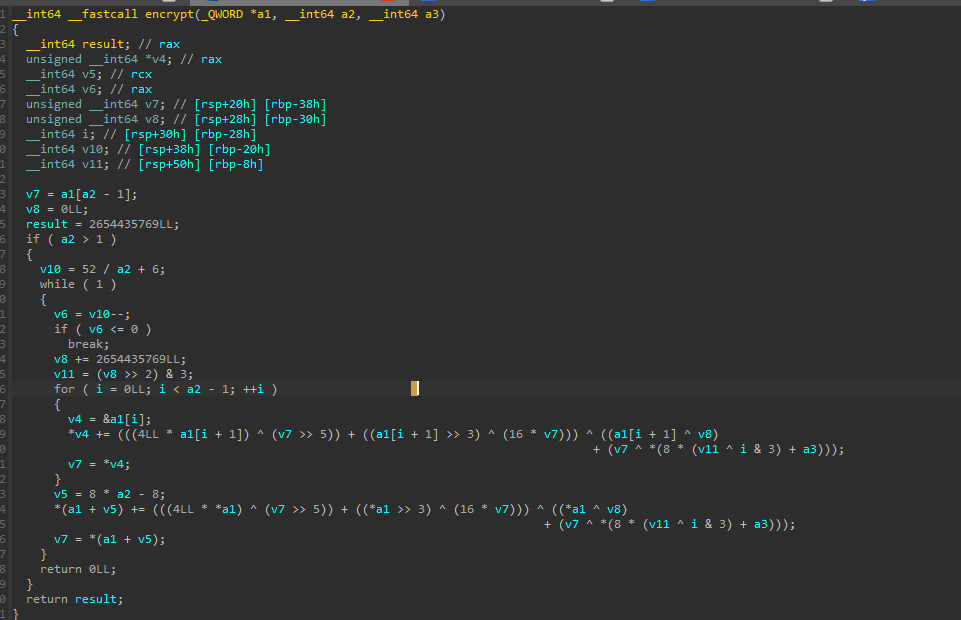 1 __int64 __fastcall encrypt(_QWORD *a1, __int64 a2, __int64 a3)
2 {
3 __int64 result; // rax
4 unsigned __int64 *v4; // rax
5 __int64 v5; // rcx
6 __int64 v6; // rax
7 unsigned __int64 v7; // [rsp+20h] [rbp-38h]
8 unsigned __int64 v8; // [rsp+28h] [rbp-30h]
9 __int64 i; // [rsp+30h] [rbp-28h]
0 __int64 v10; // [rsp+38h] [rbp-20h]
1 __int64 v11; // [rsp+50h] [rbp-8h]
2
3 v7 = a1[a2 - 1];
4 v8 = 0LL;
5 result = 2654435769LL;
6 if ( a2 > 1 )
7 {
8 v10 = 52 / a2 + 6;
9 while ( 1 )
0 {
1 v6 = v10--;
2 if ( v6 <= 0 )
3 break;
4 v8 += 2654435769LL;
5 v11 = (v8 >> 2) & 3;
6 for ( i = 0LL; i < a2 - 1; ++i )
7 {
8 v4 = &a1[i];
9 *v4 += (((4LL * a1[i + 1]) ^ (v7 >> 5)) + ((a1[i + 1] >> 3) ^ (16 * v7))) ^ ((a1[i + 1] ^ v8)
0 + (v7 ^ *(8 * (v11 ^ i & 3) + a3)));
1 v7 = *v4;
2 }
3 v5 = 8 * a2 - 8;
4 *(a1 + v5) += (((4LL * *a1) ^ (v7 >> 5)) + ((*a1 >> 3) ^ (16 * v7))) ^ ((*a1 ^ v8)
5 + (v7 ^ *(8 * (v11 ^ i & 3) + a3)));
6 v7 = *(a1 + v5);
7 }
8 return 0LL;
9 }
0 return result;
1 }